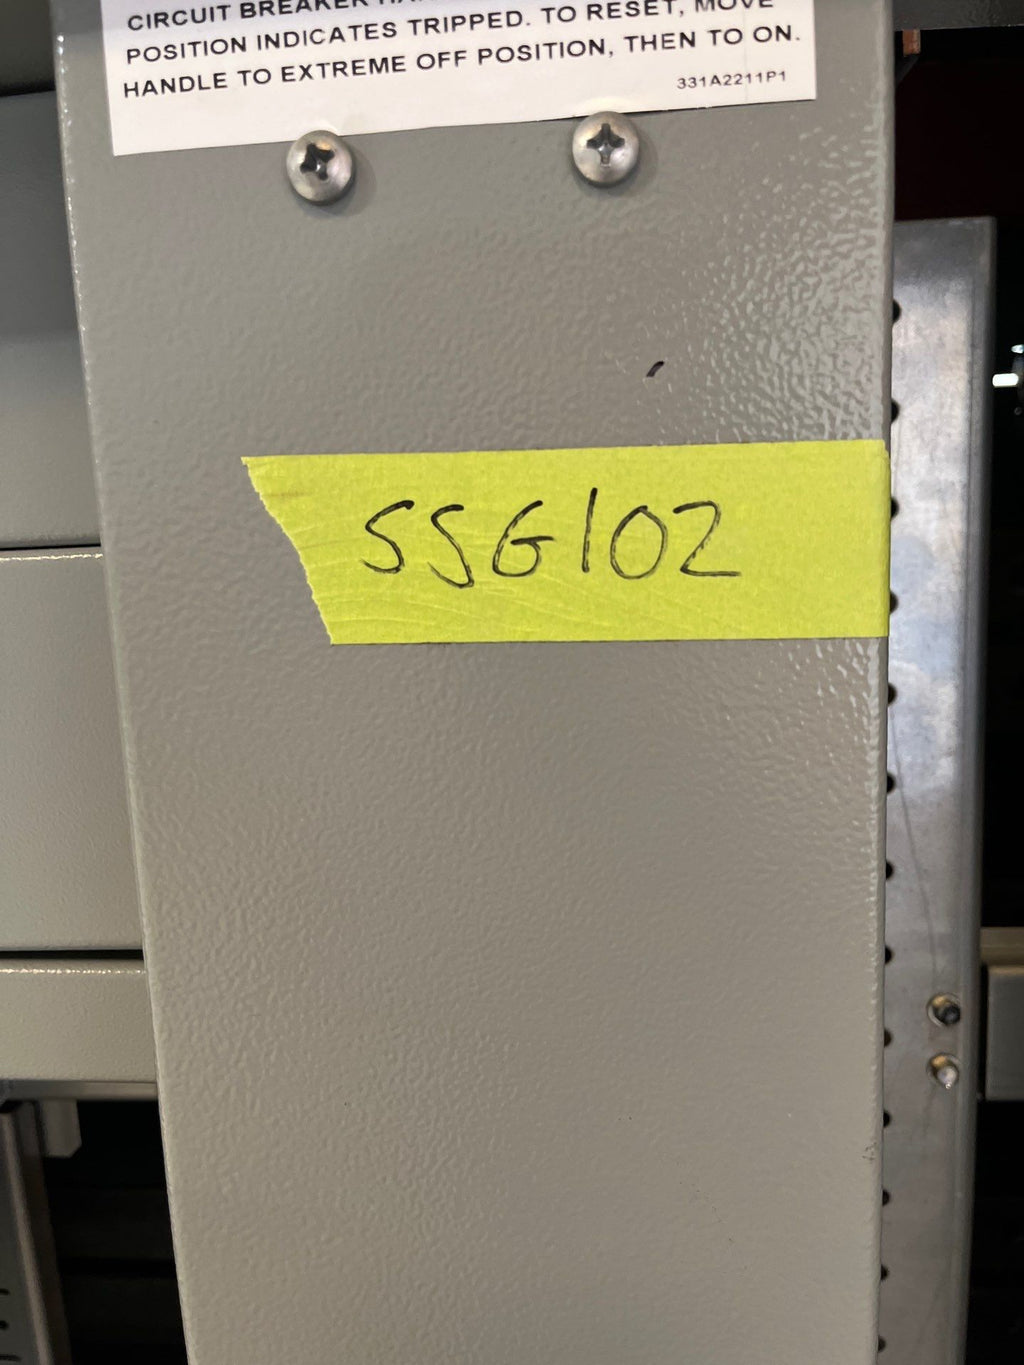 CIRCUIT BREAKER
POSITION INDICATES TRIPPED. TO RESET, MOVE
HANDLE TO EXTREME OFF POSITION, THEN TO ON.
331A2211P1
SSG102